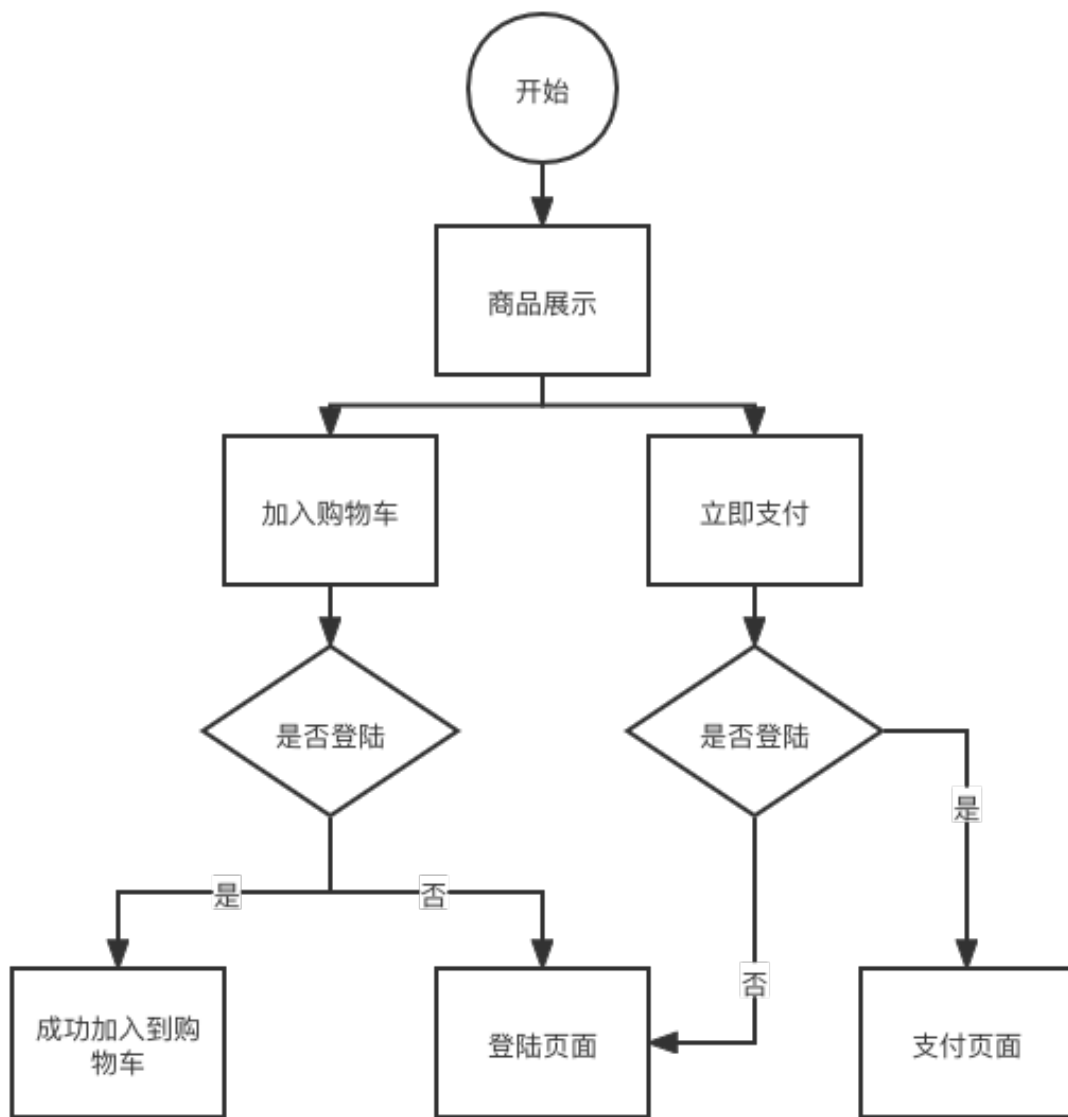 开始
商品展示
加入购物车
立即支付
是否登陆
是否登陆
是
是
否
否
成功加入到购
物车
登陆页面
支付页面